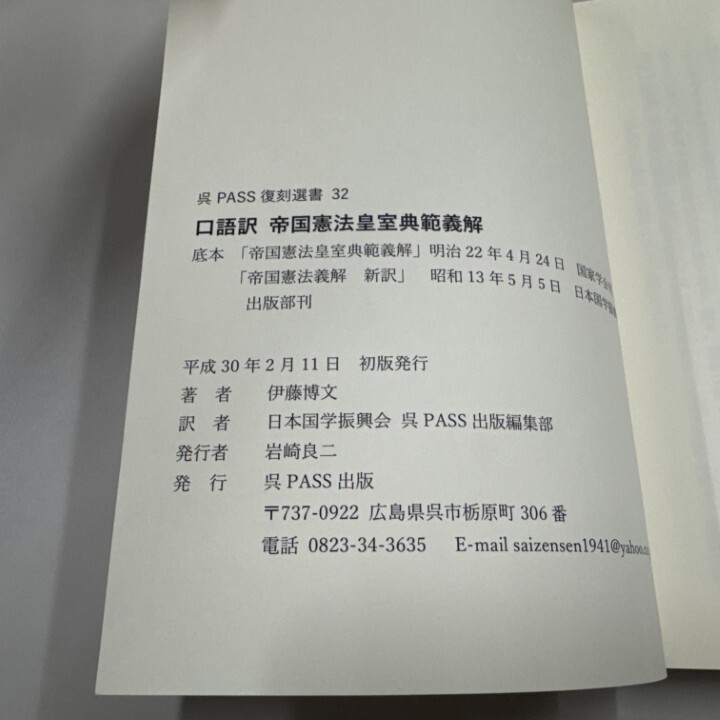 呉 PASS 復刻選書 32
口語訳 帝国憲法皇室典範義解
底本 「帝国憲法皇室典範義解」明治 22 年 4 月 24 日 国家学会
「帝国憲法義解 新訳」 昭和 13 年 5 月 5 日 日本国学振
出版部刊
平成 30 年 2 月 11 日 初版発行
著 者 伊藤博文
訳 者 日本国学振興会 呉 PASS 出版編集部
発行者 岩崎良二
発 行 呉 PASS 出版
〒737-0922 広島県呉市栃原町 306 番
電話 0823-34-3635 E-mail saizensen1941@yahoo.c